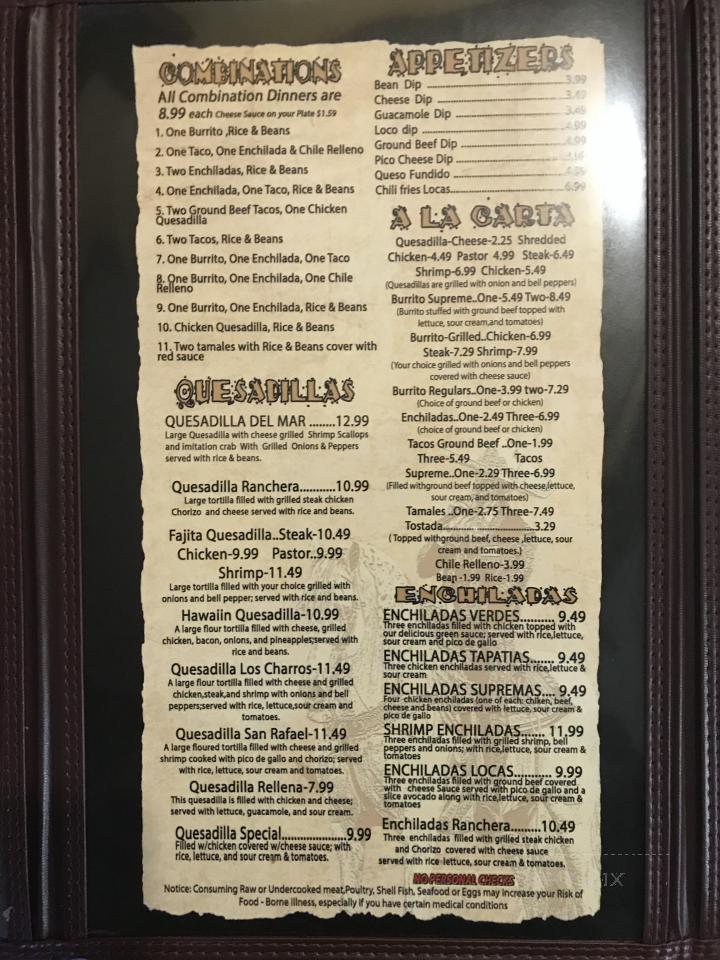 COMBINATIONS
All Combination Dinners are
8.99 each Cheese Sauce on your Plate $1.59
1. One Burrito ,Rice & Beans
2. One Taco, One Enchilada & Chile Relleno
3. Two Enchiladas, Rice & Beans
4. One Enchilada, One Taco, Rice & Beans
5. Two Ground Beef Tacos, One Chicken
Quesadilla
6. Two Tacos, Rice & Beans
7. One Burrito, One Enchilada, One Taco
8. One Burrito, One Enchilada, One Chile
Relleno
9. One Burrito, One Enchilada, Rice & Beans
10. Chicken Quesadilla, Rice & Beans
11. Two tamales with Rice & Beans cover with
red sauce
QUESADILLAS
QUESADILLA DEL MAR ........12.99
Large Quesadilla with cheese grilled Shrimp Scallops
and imitation crab With Grilled Onions & Peppers
served with rice & beans.
Quesadilla Ranchera...........10.99
Large tortilla filled with grilled steak chicken
Chorizo and cheese served with rice and beans.
Fajita Quesadilla..Steak-10.49
Chicken-9.99 Pastor..9.99
Shrimp-11.49
Large tortilla filled with your choice grilled with
onions and bell pepper; served with rice and beans.
Hawaiin Quesadilla-10.99
A large flour tortilla filled with cheese, grilled
chicken, bacon, onions, and pineapples;served with
rice and beans.
Quesadilla Los Charros-11.49
A large flour tortilla filled with cheese and grilled
chicken,steak,and shrimp with onions and bell
peppers;served with rice, lettuce,sour cream and
tomatoes.
Quesadilla San Rafael-11.49
A large floured tortilla filled with cheese and grilled
shrimp cooked with pico de gallo and chorizo; served
with rice, lettuce, sour cream and tomatoes.
Quesadilla Rellena-7.99
This quesadilla is filled with chicken and cheese;
served with lettuce, guacamole, and sour cream.
Quesadilla Special....................9.99
Filled w/chicken covered w/cheese sauce; with
rice, lettuce, and sour cream & tomatoes.
APPETIZERS
Bean Dip ........ 3.99
Cheese Dip ........ 3.49
Guacamole Dip ........ 3.49
Loco dip ........ 4.99
Ground Beef Dip ........ 4.99
Pico Cheese Dip ........
Queso Fundido ........
Chili fries Locas........ 6.99
A LA CARTA
Quesadilla-Cheese-2.25 Shredded
Chicken-4.49 Pastor 4.99 Steak-6.49
Shrimp-6.99 Chicken-5.49
(Quesadillas are grilled with onion and bell peppers)
Burrito Supreme..One-5.49 Two-8.49
(Burrito stuffed with ground beef topped with
lettuce, sour cream,and tomatoes)
Burrito-Grilled..Chicken-6.99
Steak-7.29 Shrimp-7.99
(Your choice grilled with onions and bell peppers
covered with cheese sauce)
Burrito Regulars..One-3.99 two-7.29
(Choice of ground beef or chicken)
Enchiladas..One-2.49 Three-6.99
(choice of ground beef or chicken)
Tacos Ground Beef ..One-1.99
Three-5.49 Tacos
Supreme..One-2.29 Three-6.99
(Filled withground beef topped with cheese,lettuce,
sour cream, and tomatoes)
Tamales ..One-2.75 Three-7.49
Tostada........................................3.29
( Topped withground beef, cheese ,lettuce, sour
cream and tomatoes.)
Chile Relleno-3.99
Bean -1.99 Rice-1.99
ENCHILADAS
ENCHILADAS VERDES........... 9.49
Three enchiladas filled with chicken topped with
our delicious green sauce; served with rice,lettuce,
sour cream and pico de gallo
ENCHILADAS TAPATIAS....... 9.49
Three chicken enchiladas served with rice,lettuce &
sour cream
ENCHILADAS SUPREMAS.... 9.49
Four chicken enchiladas (one of each: chiken, beef,
cheese and beans) covered with lettuce, sour cream &
pico de gallo
SHRIMP ENCHILADAS....... 11.99
Three enchiladas filled with grilled shrimp, bell
peppers and onions; with rice,lettuce, sour cream &
tomatoes
ENCHILADAS LOCAS........... 9.99
Three enchiladas filled with ground beef covered
with cheese Sauce served with pico de gallo and a
slice avocado along with rice,lettuce, sour cream &
tomatoes
Enchiladas Ranchera.........10.49
Three enchiladas filled with grilled steak chicken
and Chorizo covered with cheese sauce
served with rice lettuce, sour cream & tomatoes.
NO PERSONAL CHECKS
Notice: Consuming Raw or Undercooked meat,Poultry, Shell Fish, Seafood or Eggs may increase your Risk of
Food - Borne illness, especially if you have certain medical conditions